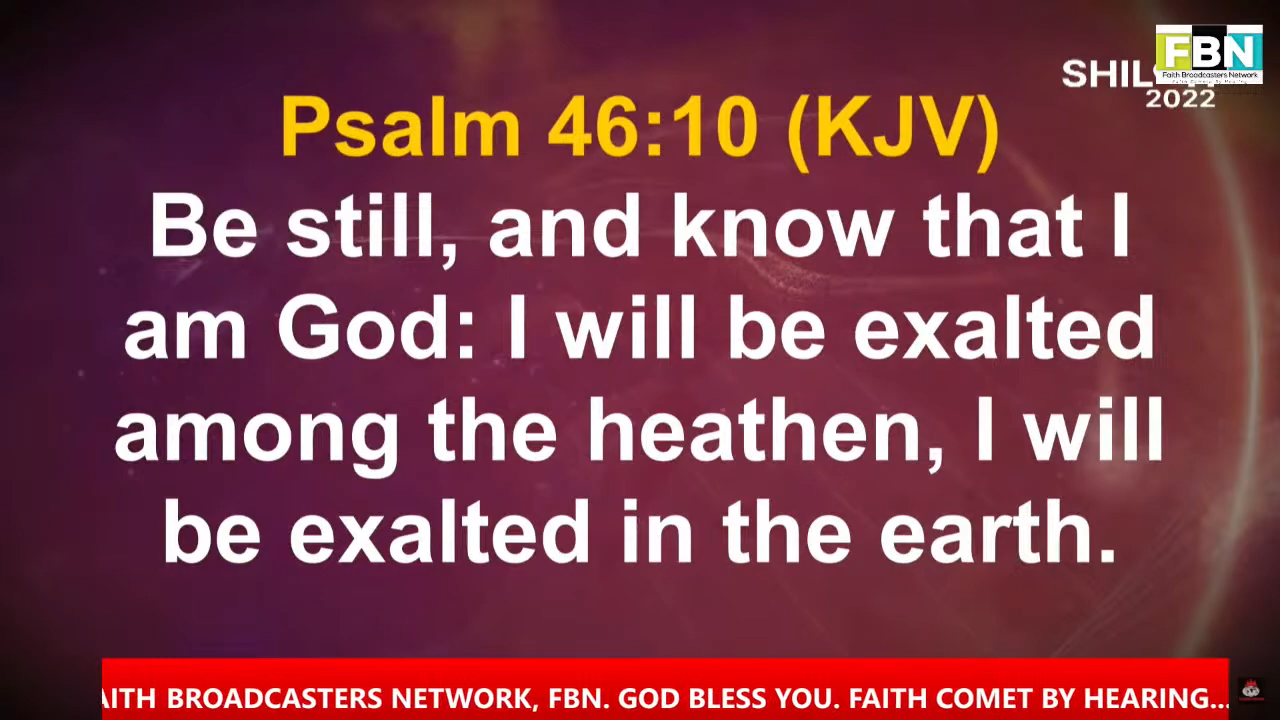 FBN
Faith Broadcasters Network
2022
Psalm 46:10 (KJV)
Be still, and know that I
am God: I will be exalted
among the heathen, I will
be exalted in the earth.
AITH BROADCASTERS NETWORK, FBN. GOD BLESS YOU. FAITH COMET BY HEARING...